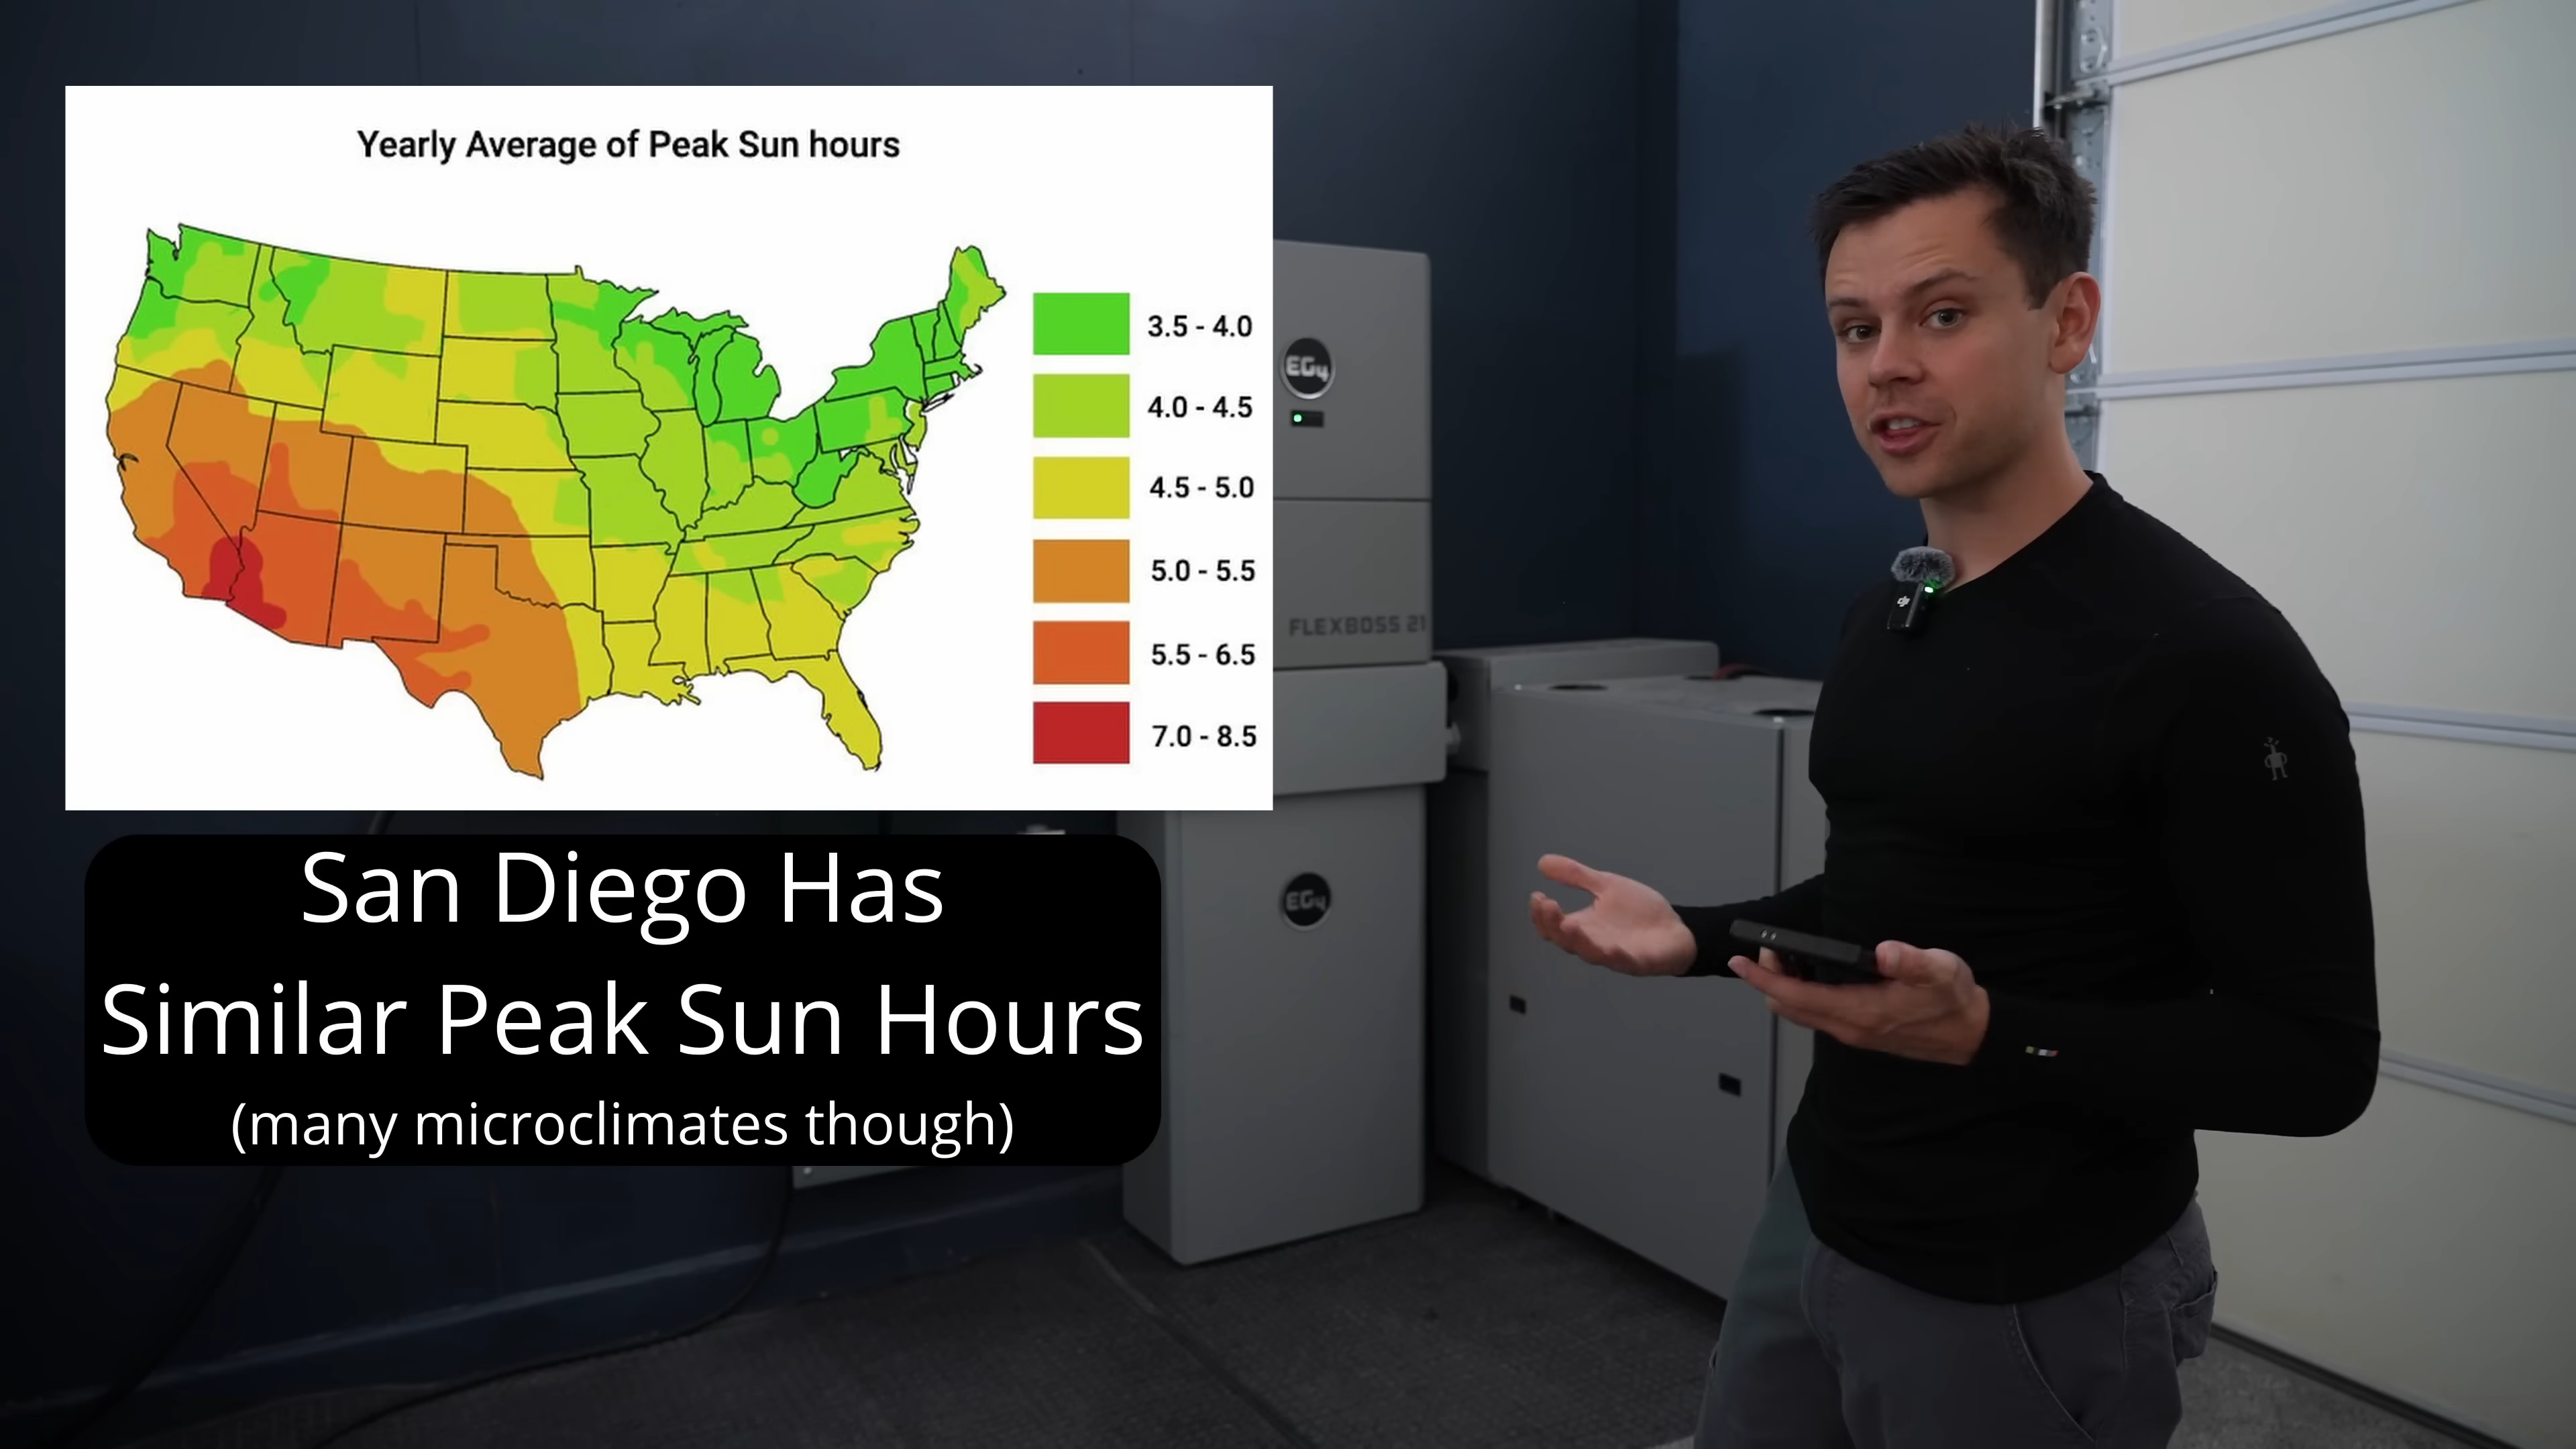 Yearly Average of Peak Sun hours
3.5 - 4.0
4.0 - 4.5
4.5 - 5.0
5.0 - 5.5
5.5 - 6.5
7.0 - 8.5
San Diego Has
Similar Peak Sun Hours
(many microclimates though)
EG4
FLEXBOSS 21
EG4
dji